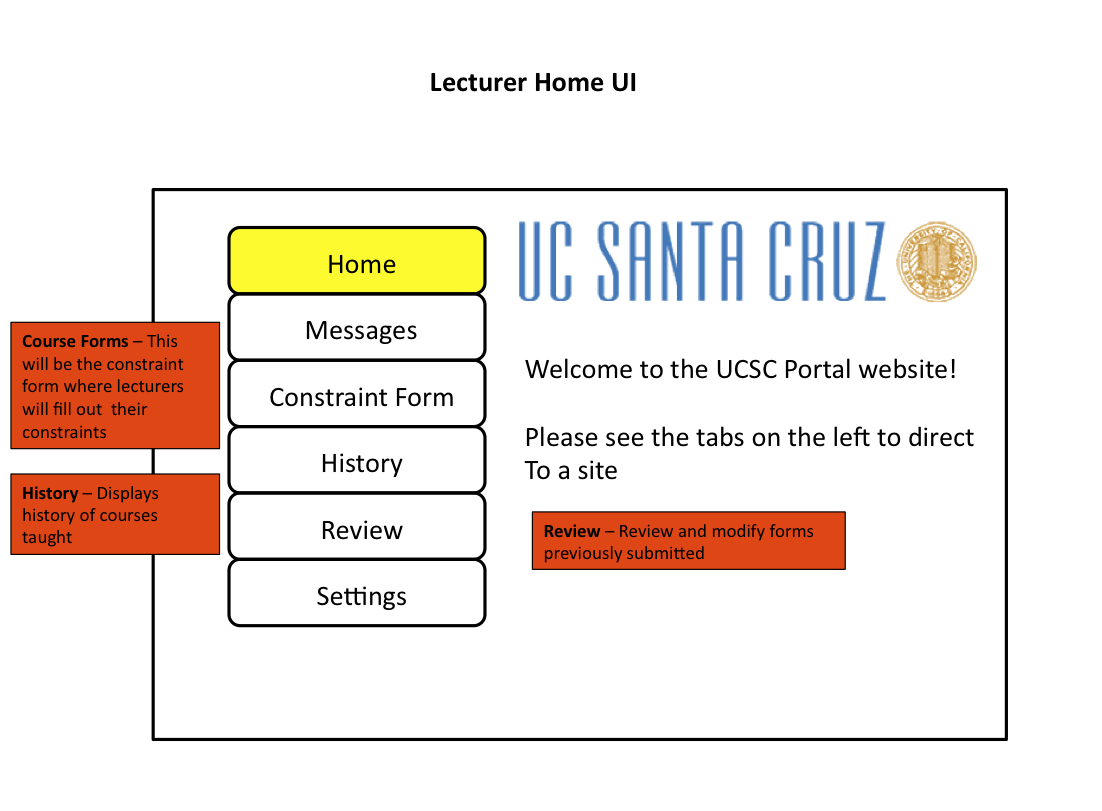 Lecturer Home UI
UC SANTA CRUZ
Home
Messages
Constraint Form
History
Review
Settings
Course Forms – This
will be the constraint
form where lecturers
will fill out  their
constraints
History – Displays
history of courses
taught
Welcome to the UCSC Portal website!
Please see the tabs on the left to direct
To a site
Review – Review and modify forms
previously submitted